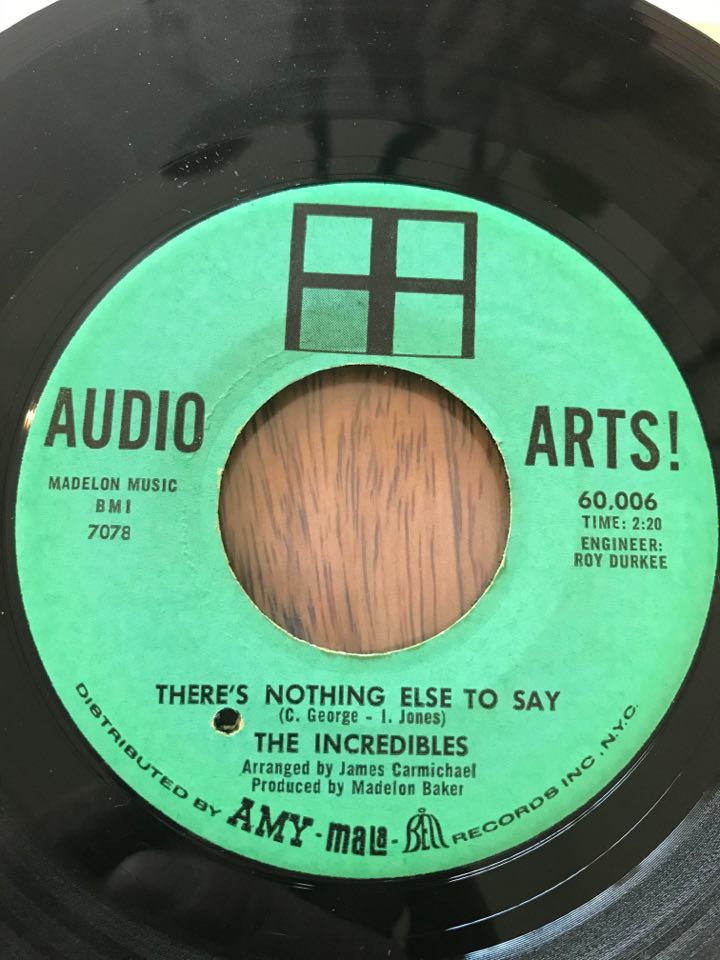 AUDIO
ARTS!
MADELON MUSIC
BMI
7078
60,006
TIME: 2:20
ENGINEER:
ROY DURKEE
THERE'S NOTHING ELSE TO SAY
(C. George - I. Jones)
THE INCREDIBLES
Arranged by James Carmichael
Produced by Madelon Baker
DISTRIBUTED BY AMY-mala-BELL RECORDS INC., N.Y.C.